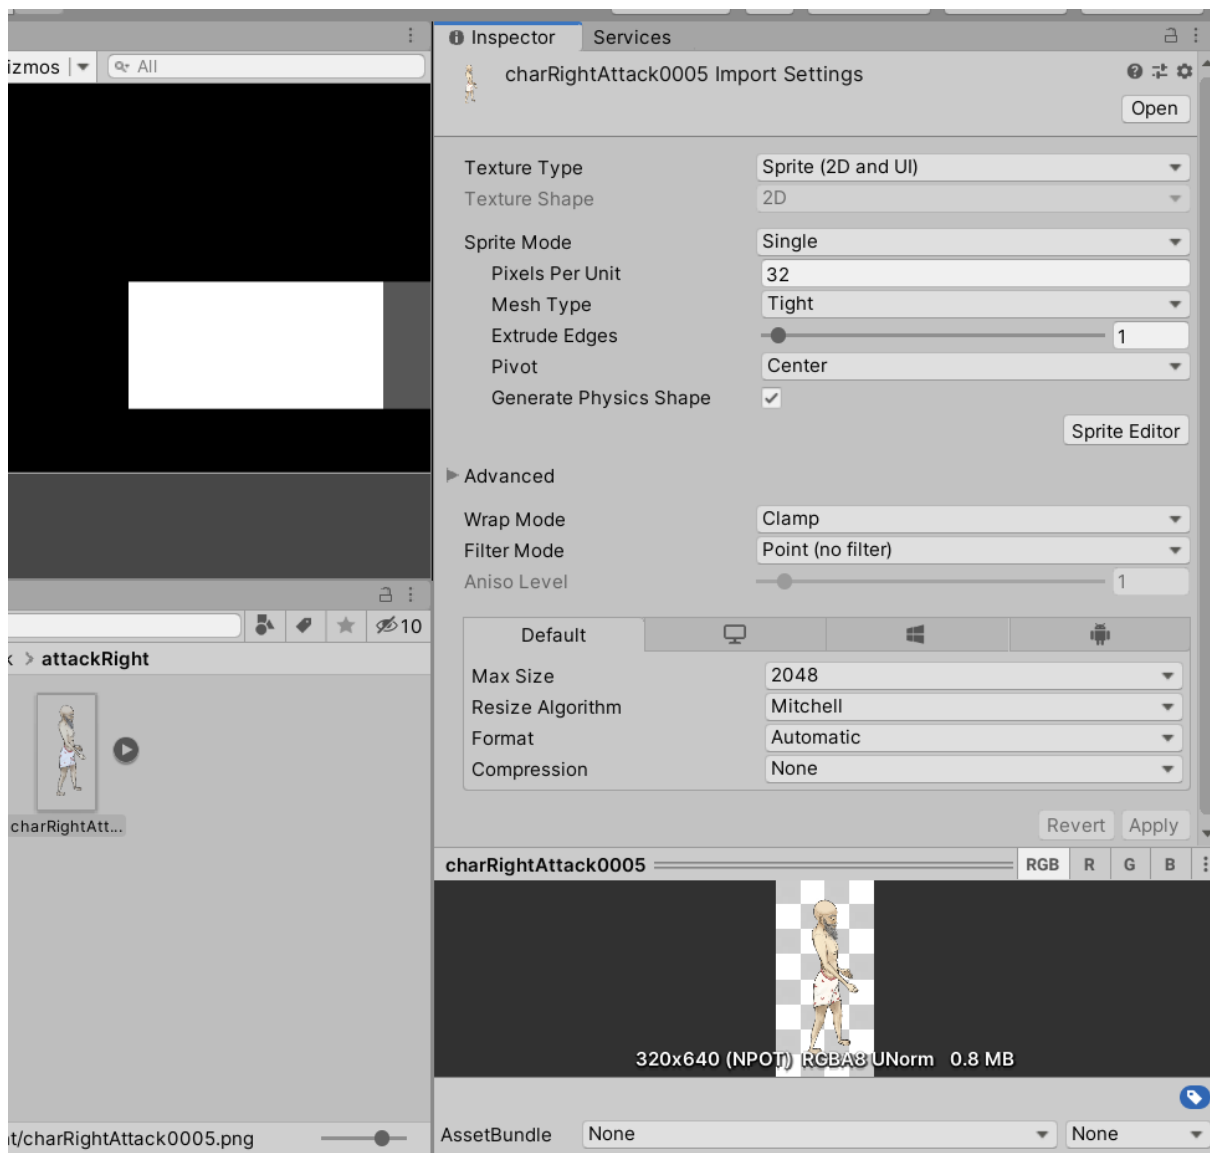 Inspector
Services
izmos
All
charRightAttack0005 Import Settings
Open
Texture Type
Sprite (2D and UI)
Texture Shape
2D
Sprite Mode
Single
Pixels Per Unit
32
Mesh Type
Tight
Extrude Edges
1
Pivot
Center
Generate Physics Shape
Sprite Editor
Advanced
Wrap Mode
Clamp
Filter Mode
Point (no filter)
Aniso Level
1
10
> attackRight
charRightAtt...
Default
Max Size
2048
Resize Algorithm
Mitchell
Format
Automatic
Compression
None
Revert
Apply
charRightAttack0005
RGB
R
G
B
320x640 (NPOT) RGBA8 UNorm 0.8 MB
t/charRightAttack0005.png
AssetBundle
None
None